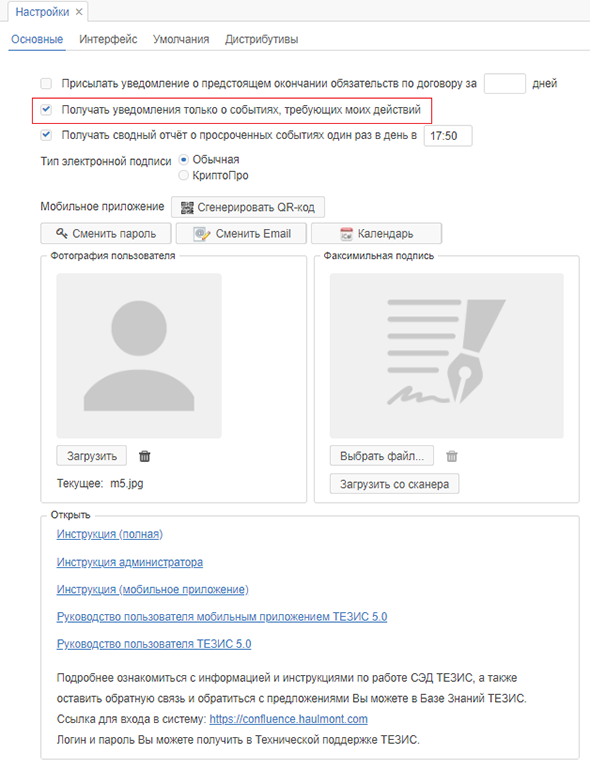 Настройки ×
Основные Интерфейс Умолчания Дистрибутивы
Присылать уведомление о предстоящем окончании обязательств по договору за дней
Получать уведомления только о событиях, требующих моих действий
Получать сводный отчёт о просроченных событиях один раз в день в 17:50
Тип электронной подписи Обычная
КриптоПро
Мобильное приложение Сгенерировать QR-код
Сменить пароль Сменить Email Календарь
Фотография пользователя Факсимильная подпись
Загрузить Выбрать файл...
Текущее: m5.jpg Загрузить со сканера
Открыть
Инструкция (полная)
Инструкция администратора
Инструкция (мобильное приложение)
Руководство пользователя мобильным приложением ТЕЗИС 5.0
Руководство пользователя ТЕЗИС 5.0
Подробнее ознакомиться с информацией и инструкциями по работе СЭД ТЕЗИС, а также
оставить обратную связь и обратиться с предложениями Вы можете в Базе Знаний ТЕЗИС.
Ссылка для входа в систему: https://confluence.haulmont.com
Логин и пароль Вы можете получить в Технической поддержке ТЕЗИС.